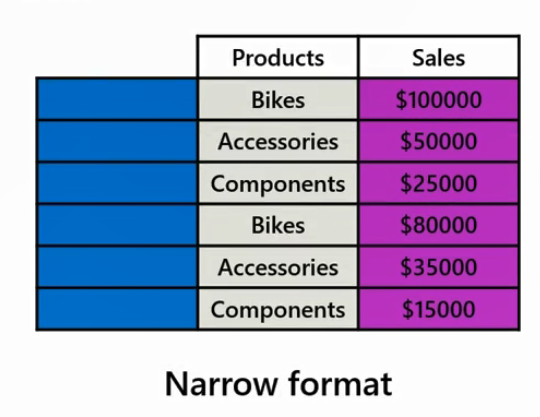 Products Sales
Bikes $100000
Accessories $50000
Components $25000
Bikes $80000
Accessories $35000
Components $15000
Narrow format